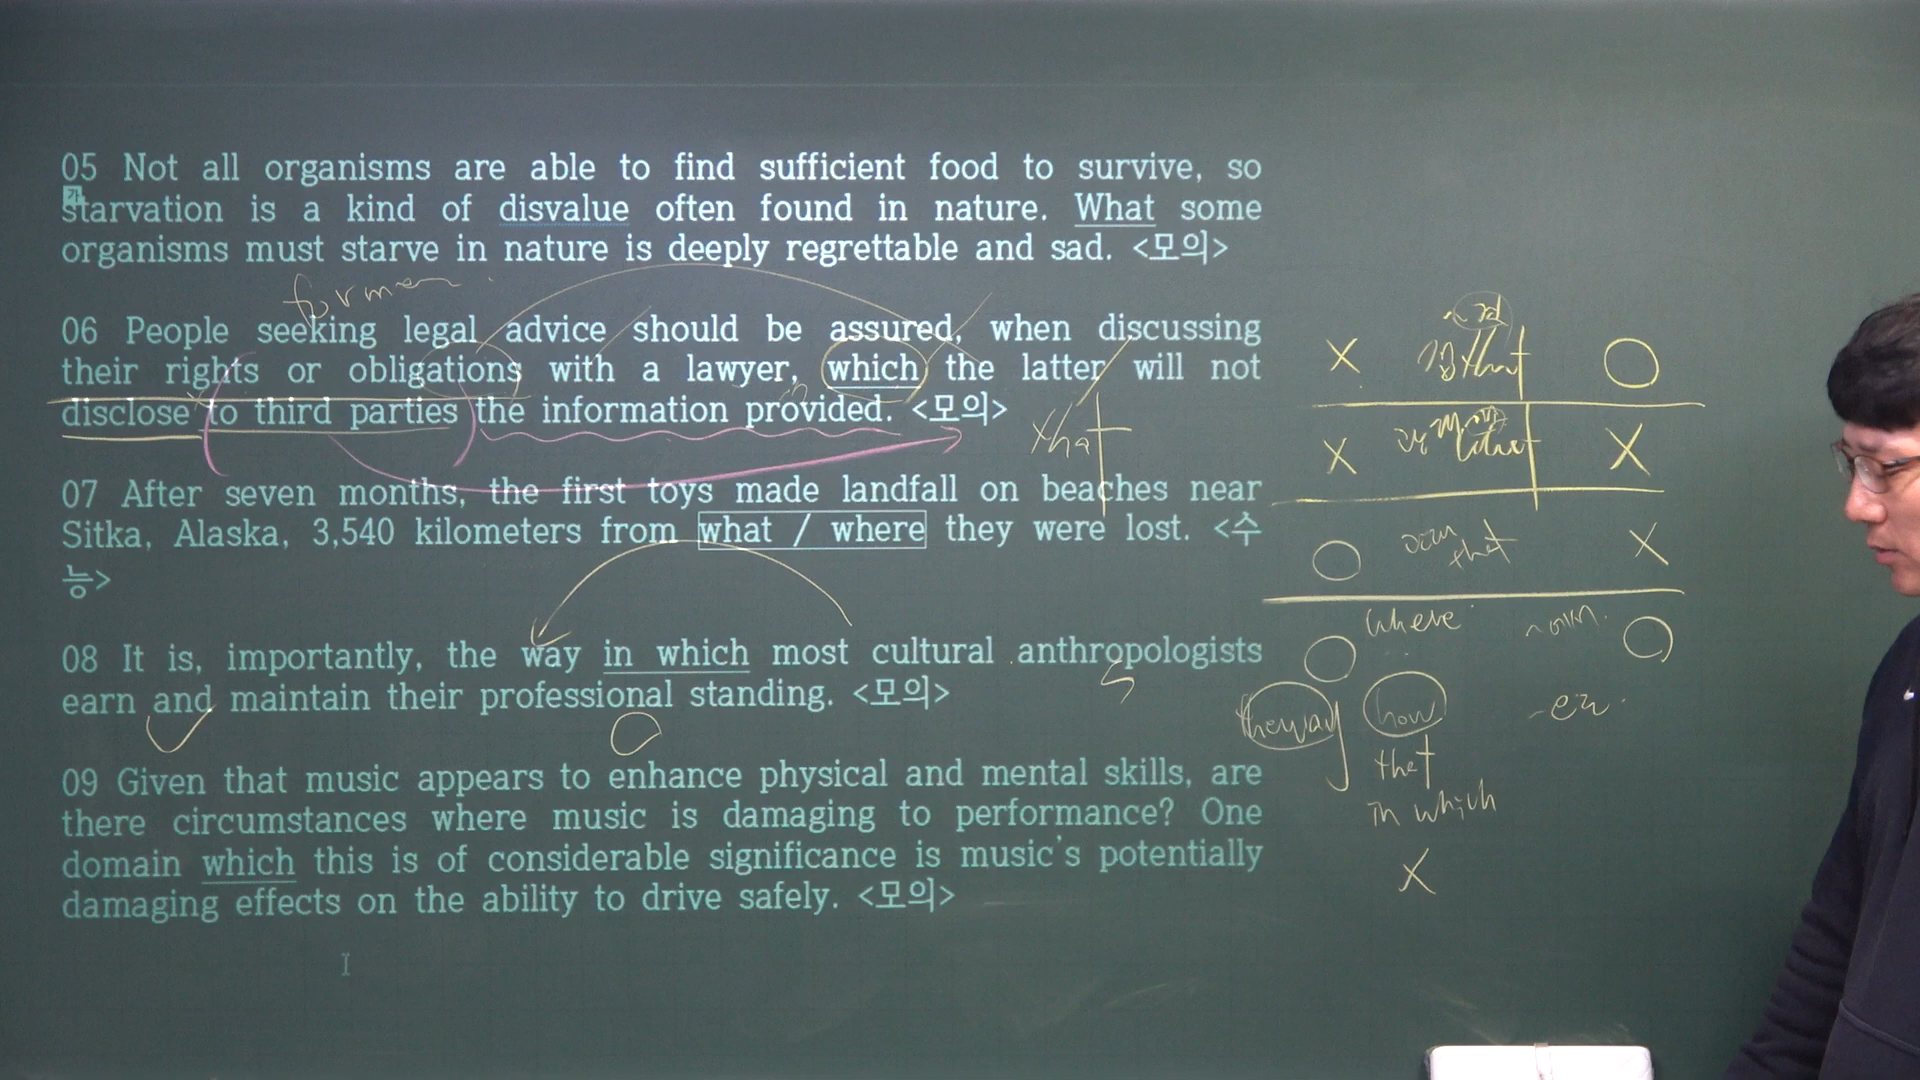 05 Not all organisms are able to find sufficient food to survive, so
starvation is a kind of disvalue often found in nature. What some
organisms must starve in nature is deeply regrettable and sad. <모의>
former
06 People seeking legal advice should be assured, when discussing
their rights or obligations with a lawyer, which the latter will not
disclose to third parties the information provided. <모의>
that
07 After seven months, the first toys made landfall on beaches near
Sitka, Alaska, 3,540 kilometers from what / where they were lost. <수
능>
08 It is, importantly, the way in which most cultural anthropologists
earn and maintain their professional standing. <모의>
09 Given that music appears to enhance physical and mental skills, are
there circumstances where music is damaging to performance? One
domain which this is of considerable significance is music's potentially
damaging effects on the ability to drive safely. <모의>
X that O
X X
O that X
O where noun. O
the way how
that
in which
X